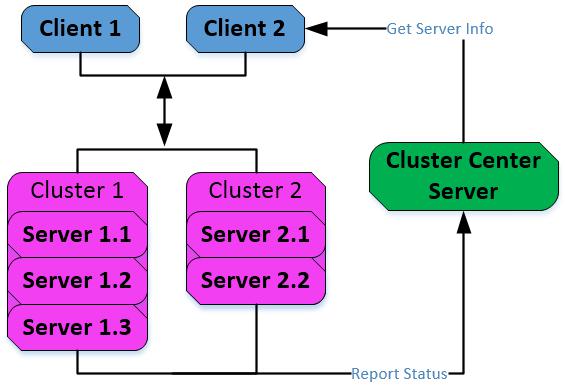 Client 1
Client 2
Get Server Info
Cluster Center
Server
Cluster 1
Server 1.1
Server 1.2
Server 1.3
Cluster 2
Server 2.1
Server 2.2
Report Status